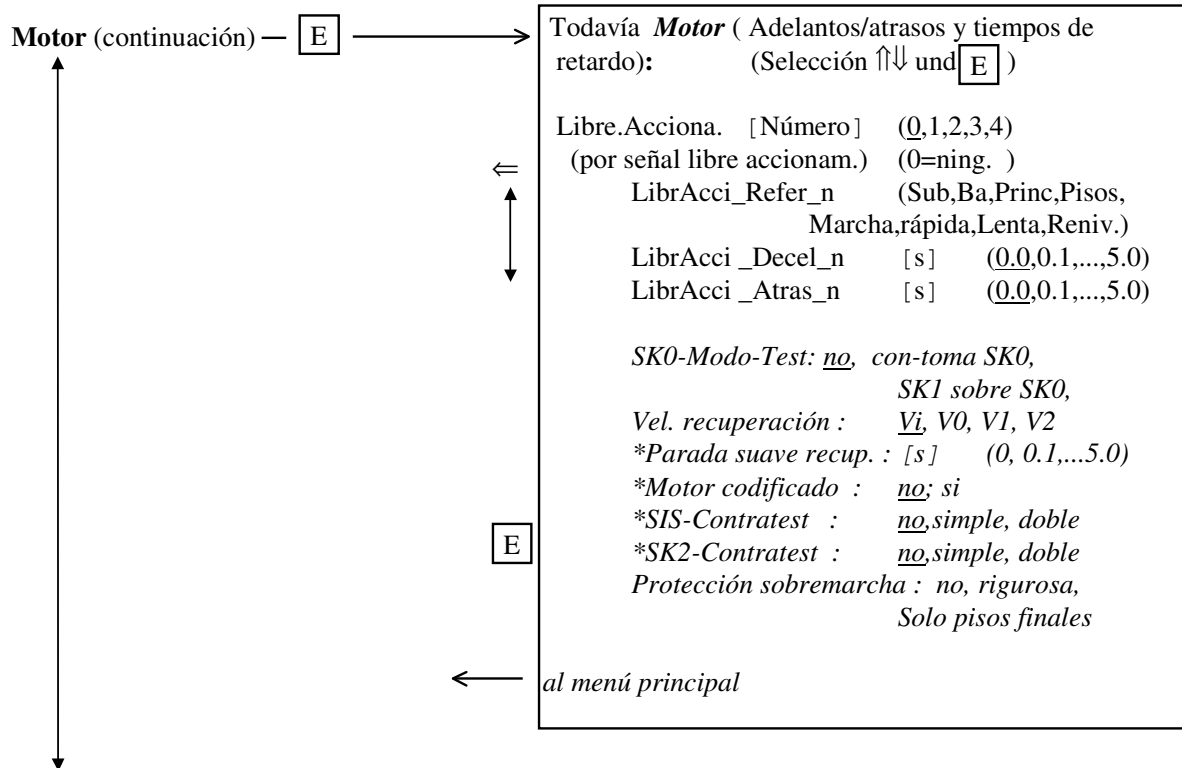 Motor (continuación) — E
Todavía Motor ( Adelantos/atrasos y tiempos de
retardo): (Selección ⇑⇓ und E )
Libre.Acciona. [Número] (0,1,2,3,4)
(por señal libre accionam.) (0=ning. )
⇐
LibrAcci_Refer_n (Sub,Ba,Princ,Pisos,
Marcha,rápida,Lenta,Reniv.)
LibrAcci _Decel_n [s] (0.0,0.1,...,5.0)
LibrAcci _Atras_n [s] (0.0,0.1,...,5.0)
SK0-Modo-Test: no, con-toma SK0,
SK1 sobre SK0,
Vel. recuperación : Vi, V0, V1, V2
*Parada suave recup. : [s] (0, 0.1,...5.0)
*Motor codificado : no; si
*SIS-Contratest : no,simple, doble
E
*SK2-Contratest : no,simple, doble
Protección sobremarcha : no, rigurosa,
Solo pisos finales
al menú principal